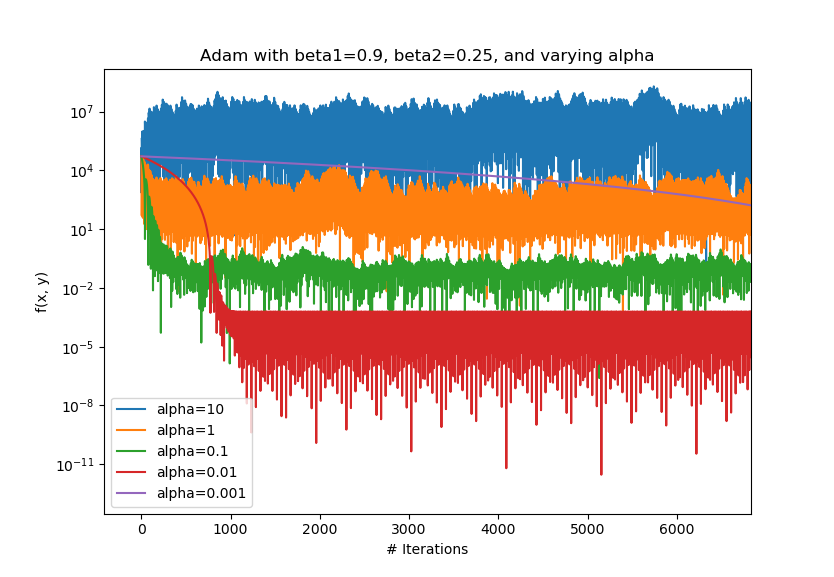 Adam with beta1=0.9, beta2=0.25, and varying alpha
10^7
10^4
10^1
10^-2
10^-5
10^-8
10^-11
f(x, y)
alpha=10
alpha=1
alpha=0.1
alpha=0.01
alpha=0.001
0 1000 2000 3000 4000 5000 6000
# Iterations